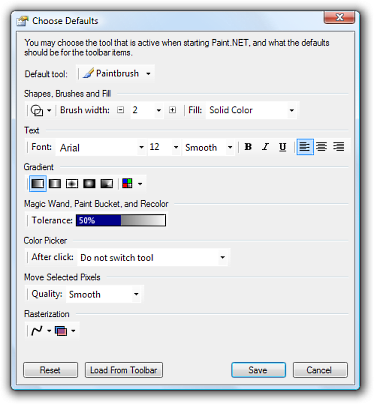 Choose Defaults
You may choose the tool that is active when starting Paint.NET, and what the defaults
should be for the toolbar items.
Default tool: Paintbrush
Shapes, Brushes and Fill
Brush width: 2 Fill: Solid Color
Text
Font: Arial 12 Smooth B I U
Gradient
Magic Wand, Paint Bucket, and Recolor
Tolerance: 50%
Color Picker
After click: Do not switch tool
Move Selected Pixels
Quality: Smooth
Rasterization
Reset Load From Toolbar Save Cancel